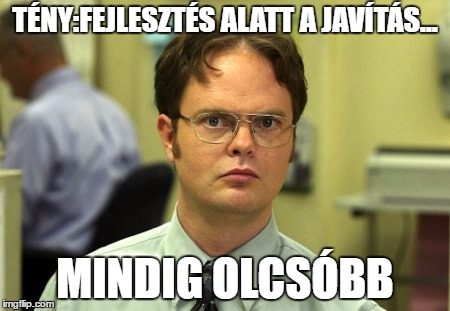 TÉNY:FEJLESZTÉS ALATT A JAVÍTÁS...
MINDIG OLCSÓBB
imgflip.com